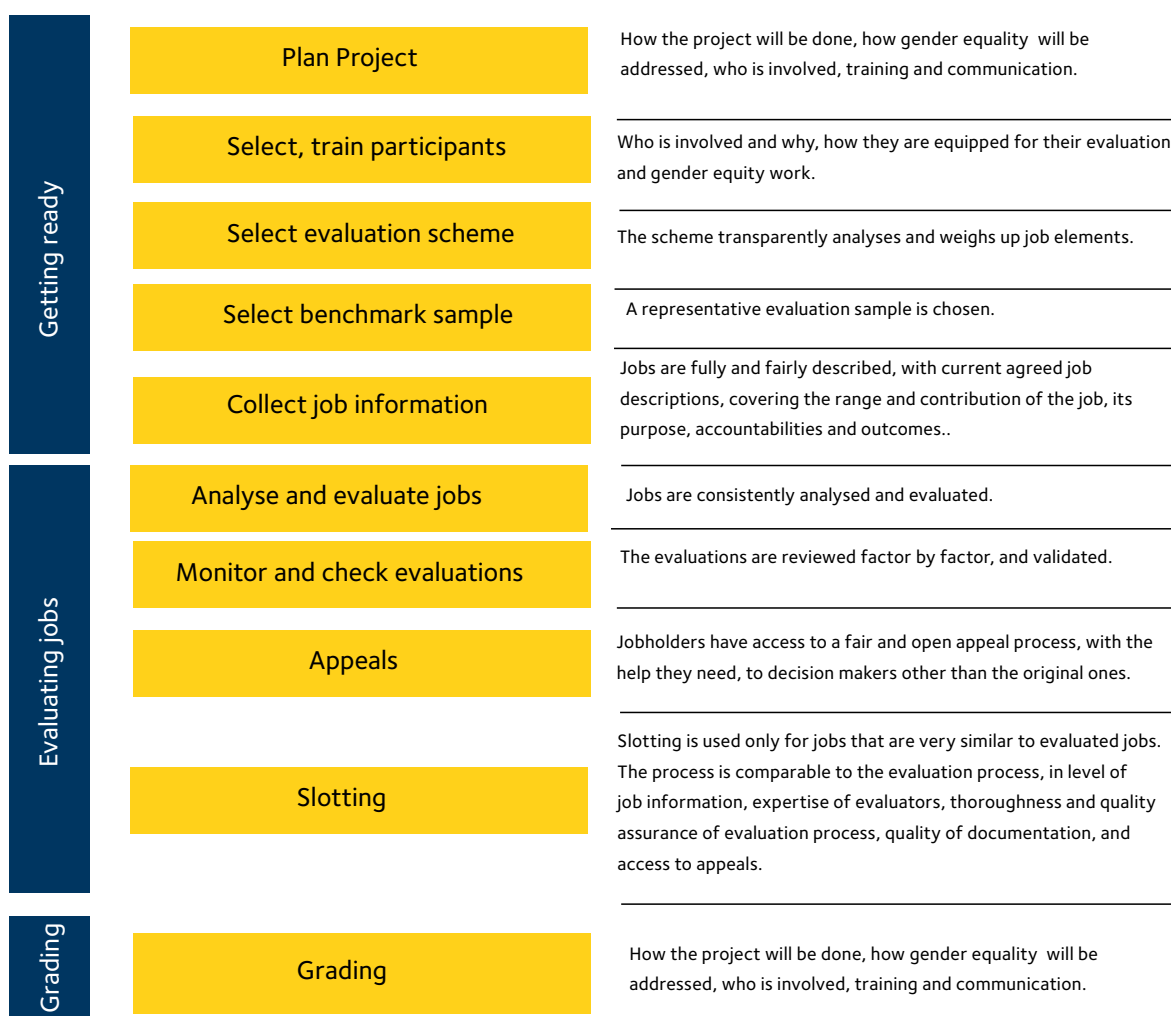 Getting ready
Plan Project
How the project will be done, how gender equality will be
addressed, who is involved, training and communication.
Select, train participants
Who is involved and why, how they are equipped for their evaluation
and gender equity work.
Select evaluation scheme
The scheme transparently analyses and weighs up job elements.
Select benchmark sample
A representative evaluation sample is chosen.
Collect job information
Jobs are fully and fairly described, with current agreed job
descriptions, covering the range and contribution of the job, its
purpose, accountabilities and outcomes..
Evaluating jobs
Analyse and evaluate jobs
Jobs are consistently analysed and evaluated.
Monitor and check evaluations
The evaluations are reviewed factor by factor, and validated.
Appeals
Jobholders have access to a fair and open appeal process, with the
help they need, to decision makers other than the original ones.
Slotting
Slotting is used only for jobs that are very similar to evaluated jobs.
The process is comparable to the evaluation process, in level of
job information, expertise of evaluators, thoroughness and quality
assurance of evaluation process, quality of documentation, and
access to appeals.
Grading
Grading
How the project will be done, how gender equality will be
addressed, who is involved, training and communication.